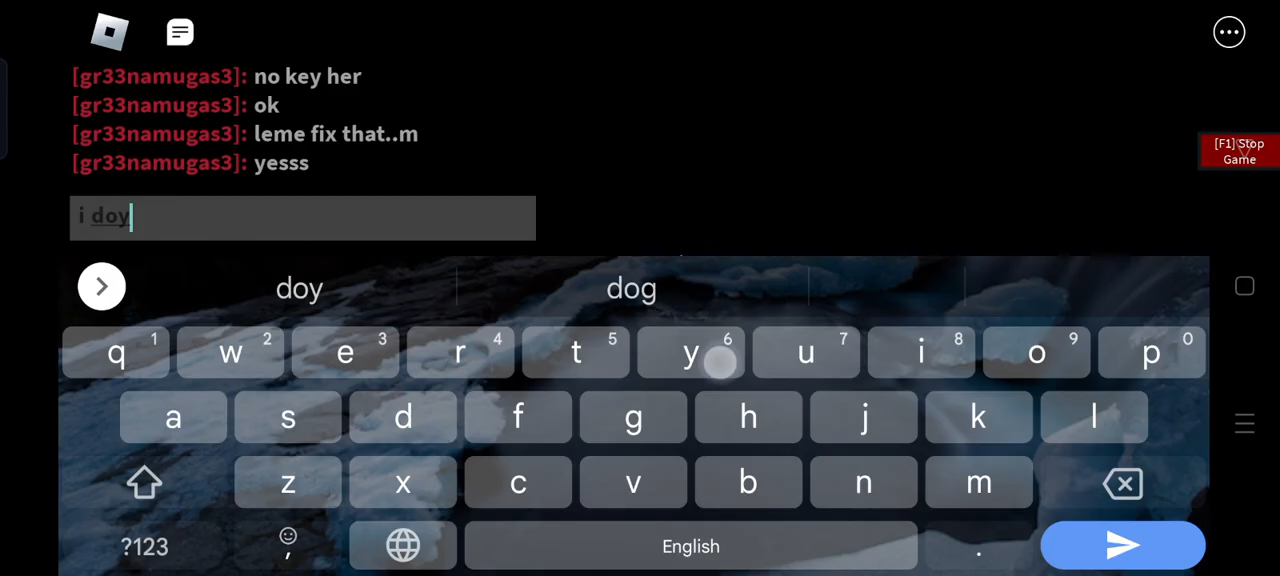 [gr33namugas3]: no key her
[gr33namugas3]: ok
[gr33namugas3]: leme fix that..m
[F1] Stop
Game
[gr33namugas3]: yesss
i doy
doy dog
q 1 w 2 e 3 r 4 t 5 y 6 u 7 i 8 o 9 p 0
a s d f g h j k l
z x c v b n m
?123 , English .